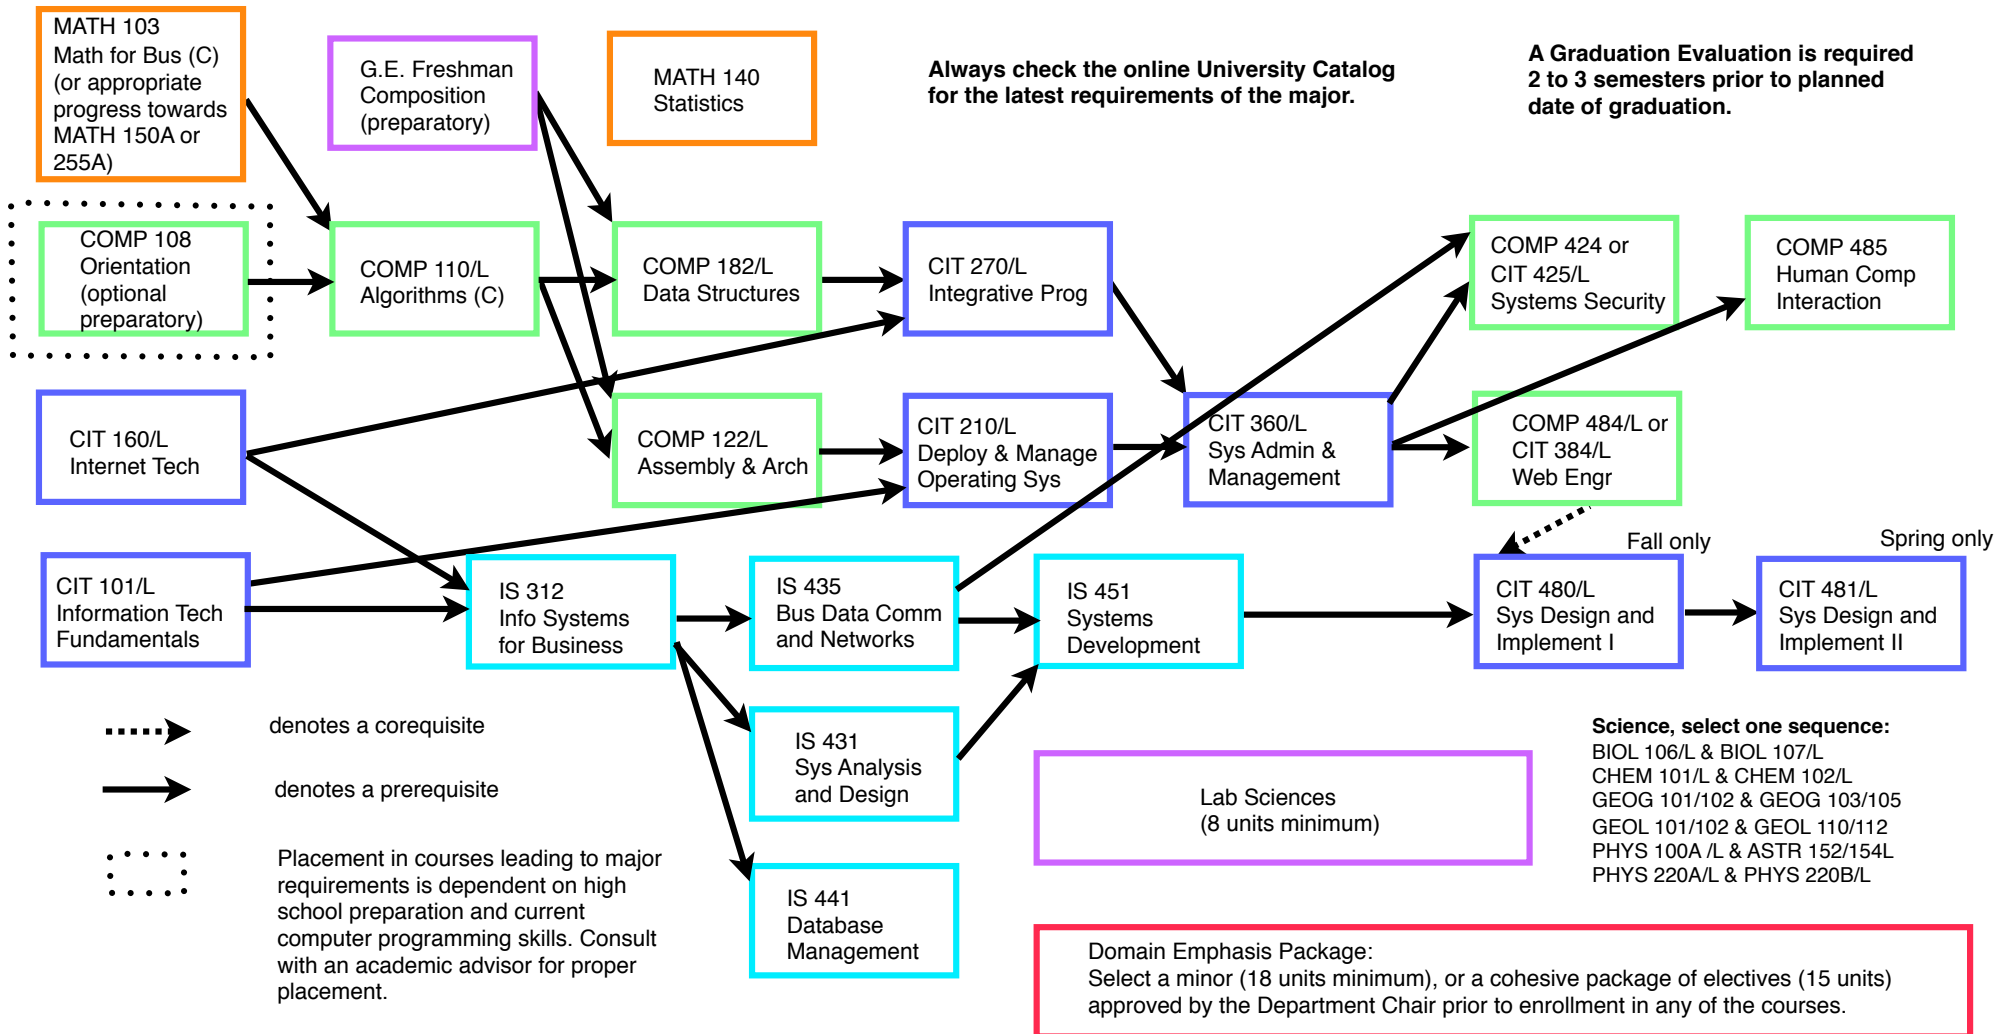 MATH 103
Math for Bus (C)
(or appropriate
progress towards
MATH 150A or
255A)
G.E. Freshman
Composition
(preparatory)
MATH 140
Statistics
Always check the online University Catalog
for the latest requirements of the major.
A Graduation Evaluation is required
2 to 3 semesters prior to planned
date of graduation.
COMP 108
Orientation
(optional
preparatory)
COMP 110/L
Algorithms (C)
COMP 182/L
Data Structures
CIT 270/L
Integrative Prog
COMP 424 or
CIT 425/L
Systems Security
COMP 485
Human Comp
Interaction
CIT 160/L
Internet Tech
COMP 122/L
Assembly & Arch
CIT 210/L
Deploy & Manage
Operating Sys
CIT 360/L
Sys Admin &
Management
COMP 484/L or
CIT 384/L
Web Engr
Fall only
Spring only
CIT 101/L
Information Tech
Fundamentals
IS 312
Info Systems
for Business
IS 435
Bus Data Comm
and Networks
IS 451
Systems
Development
CIT 480/L
Sys Design and
Implement I
CIT 481/L
Sys Design and
Implement II
denotes a corequisite
denotes a prerequisite
Placement in courses leading to major
requirements is dependent on high
school preparation and current
computer programming skills. Consult
with an academic advisor for proper
placement.
IS 431
Sys Analysis
and Design
IS 441
Database
Management
Lab Sciences
(8 units minimum)
Science, select one sequence:
BIOL 106/L & BIOL 107/L
CHEM 101/L & CHEM 102/L
GEOG 101/102 & GEOG 103/105
GEOL 101/102 & GEOL 110/112
PHYS 100A /L & ASTR 152/154L
PHYS 220A/L & PHYS 220B/L
Domain Emphasis Package:
Select a minor (18 units minimum), or a cohesive package of electives (15 units)
approved by the Department Chair prior to enrollment in any of the courses.